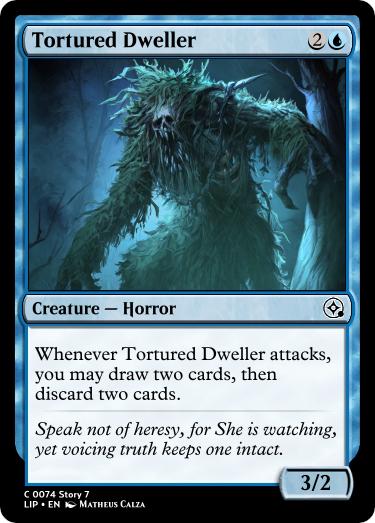 Tortured Dweller 2
Creature — Horror
Whenever Tortured Dweller attacks,
you may draw two cards, then
discard two cards.
Speak not of heresy, for She is watching,
yet voicing truth keeps one intact.
3/2
C 0074 Story 7
LIP • EN Matheus Calza